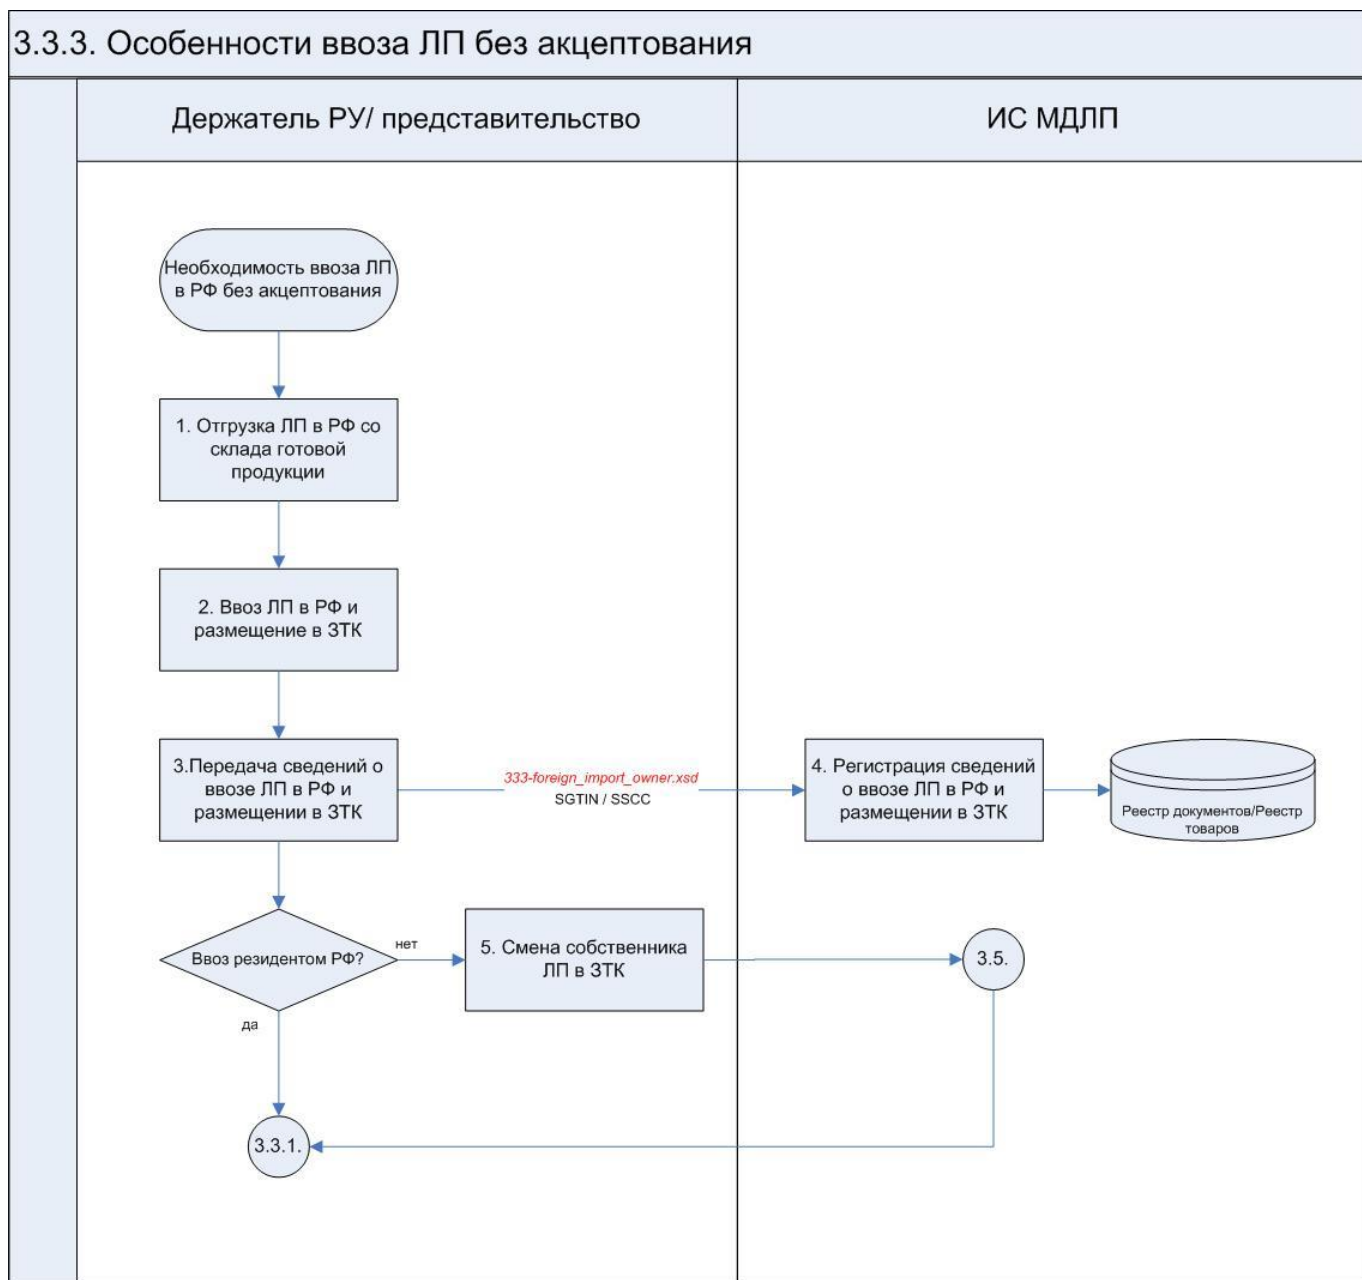 3.3.3. Особенности ввоза ЛП без акцептования
Держатель РУ/ представительство
ИС МДЛП
Необходимость ввоза ЛП
в РФ без акцептования
1. Отгрузка ЛП в РФ со
склада готовой
продукции
2. Ввоз ЛП в РФ и
размещение в ЗТК
3.Передача сведений о
ввозе ЛП в РФ и
размещении в ЗТК
333-foreign_import_owner.xsd
SGTIN / SSCC
4. Регистрация сведений
о ввозе ЛП в РФ и
размещении в ЗТК
Реестр документов/Реестр
товаров
Ввоз резидентом РФ?
нет
5. Смена собственника
ЛП в ЗТК
3.5.
да
3.3.1.